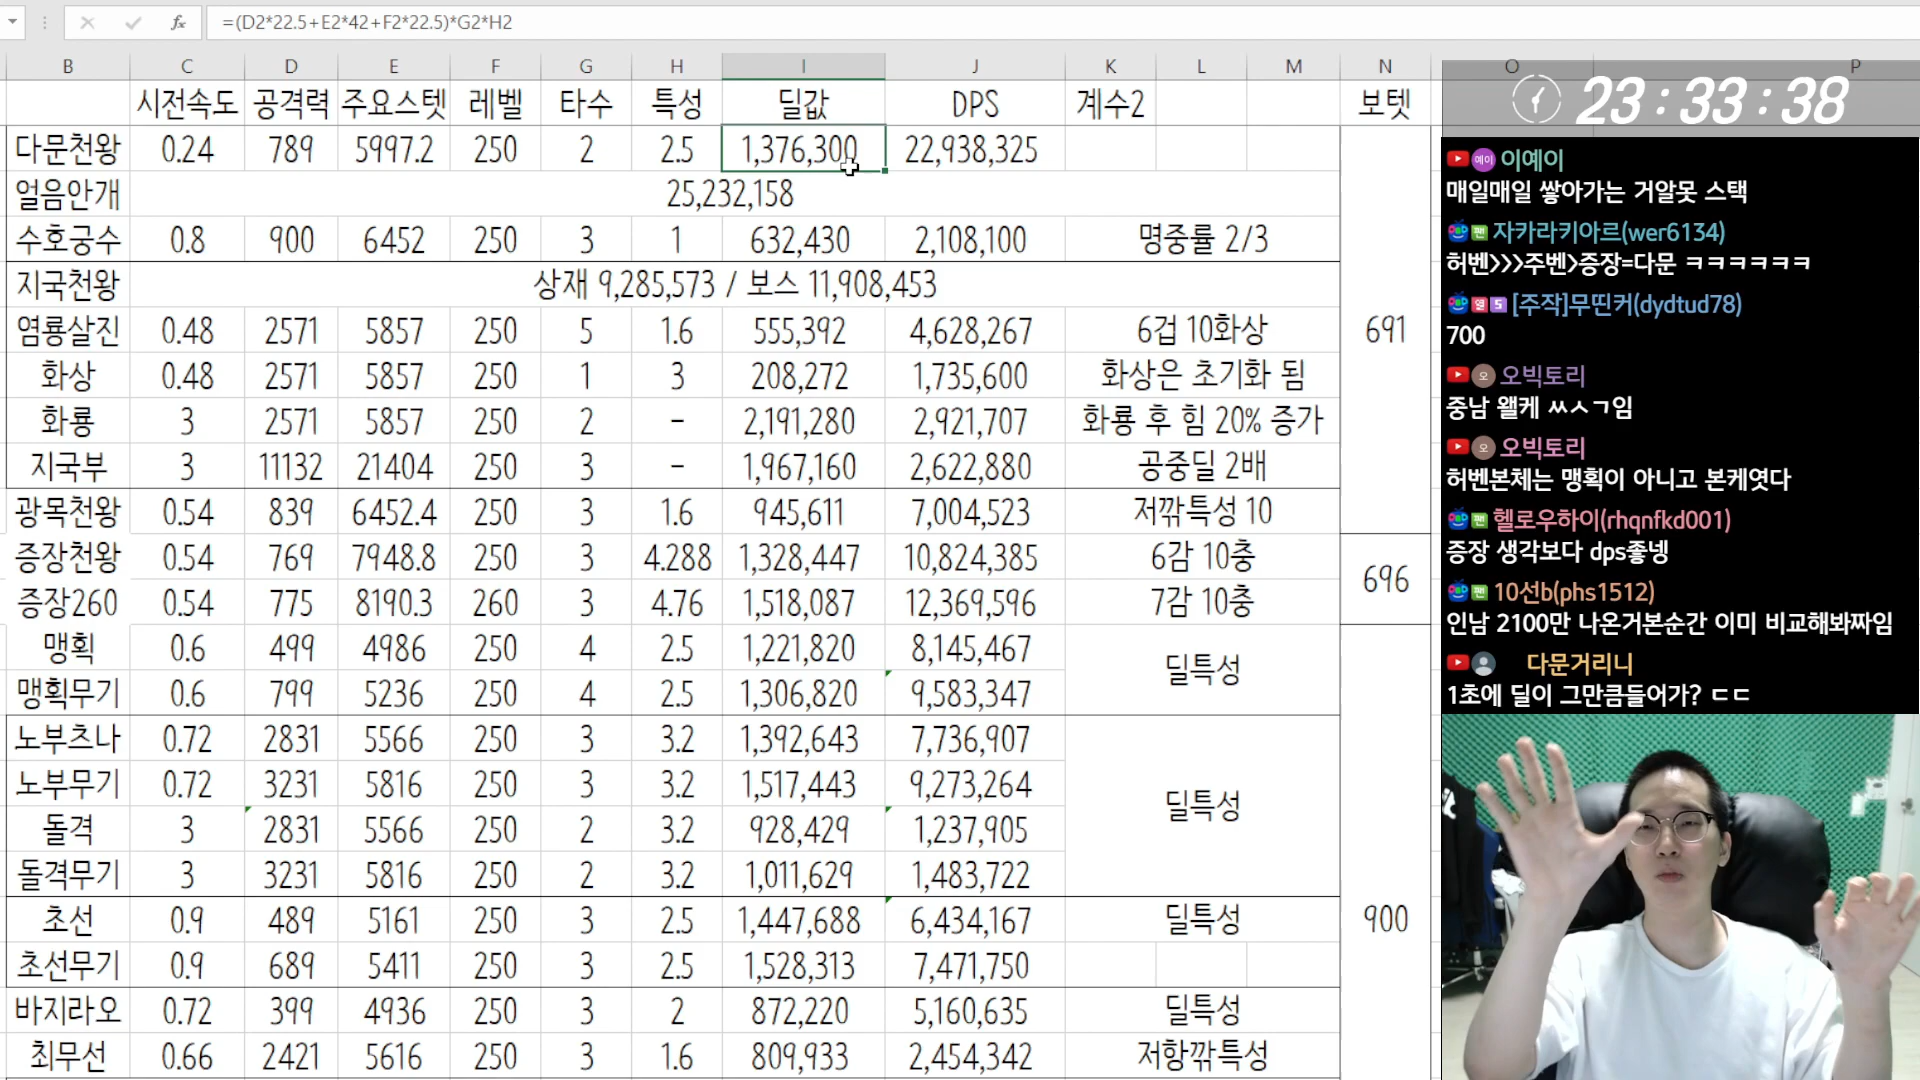 =(D2*22.5+E2*42+F2*22.5)*G2*H2
B C D E F G H I J K L M N O P
시전속도 공격력 주요스텟 레벨 타수 특성 딜값 DPS 계수2 보텟
다문천왕 0.24 789 5997.2 250 2 2.5 1,376,300 22,938,325
얼음안개 25,232,158
수호궁수 0.8 900 6452 250 3 1 632,430 2,108,100 명중률 2/3
지국천왕 상재 9,285,573 / 보스 11,908,453
염룡살진 0.48 2571 5857 250 5 1.6 555,392 4,628,267 6겁 10화상 691
화상 0.48 2571 5857 250 1 3 208,272 1,735,600 화상은 초기화 됨
화룡 3 2571 5857 250 2 - 2,191,280 2,921,707 화룡 후 힘 20% 증가
지국부 3 11132 21404 250 3 - 1,967,160 2,622,880 공중딜 2배
광목천왕 0.54 839 6452.4 250 3 1.6 945,611 7,004,523 저깎특성 10
증장천왕 0.54 769 7948.8 250 3 4.288 1,328,447 10,824,385 6감 10충 696
증장260 0.54 775 8190.3 260 3 4.76 1,518,087 12,369,596 7감 10충
맹획 0.6 499 4986 250 4 2.5 1,221,820 8,145,467 딜특성
맹획무기 0.6 799 5236 250 4 2.5 1,306,820 9,583,347
노부츠나 0.72 2831 5566 250 3 3.2 1,392,643 7,736,907
노부무기 0.72 3231 5816 250 3 3.2 1,517,443 9,273,264 딜특성
돌격 3 2831 5566 250 2 3.2 928,429 1,237,905
돌격무기 3 3231 5816 250 2 3.2 1,011,629 1,483,722
초선 0.9 489 5161 250 3 2.5 1,447,688 6,434,167 딜특성 900
초선무기 0.9 689 5411 250 3 2.5 1,528,313 7,471,750
바지라오 0.72 399 4936 250 3 2 872,220 5,160,635 딜특성
최무선 0.66 2421 5616 250 3 1.6 809,933 2,454,342 저항깎특성
23:33:38
예이 이예이
매일매일 쌓아가는 거알못 스택
팬 자카라키아르(wer6134)
허벤>>>주벤>증장=다문 ㅋㅋㅋㅋㅋㅋ
열 S [주작]무띤커(dydtud78)
700
오 오빅토리
중남 왤케 ㅆㅅㄱ임
오 오빅토리
허벤본체는 맹획이 아니고 본케엿다
팬 헬로우하이(rhqnfkd001)
증장 생각보다 dps좋넹
팬 10선b(phs1512)
인남 2100만 나온거본순간 이미 비교해봐짜임
다문거리니
1초에 딜이 그만큼들어가? ㄷㄷ